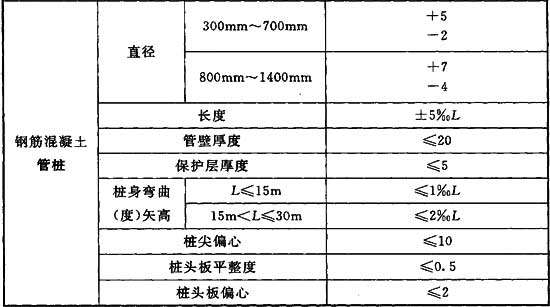 钢筋混凝土
管桩
直径
300mm～700mm
＋5
－2
800mm～1400mm
＋7
－4
长度
±5‰L
管壁厚度
≤20
保护层厚度
≤5
桩身弯曲
（度）矢高
L≤15m
≤1‰L
15m<L≤30m
≤2‰L
桩尖偏心
≤10
桩头板平整度
≤0.5
桩头板偏心
≤2